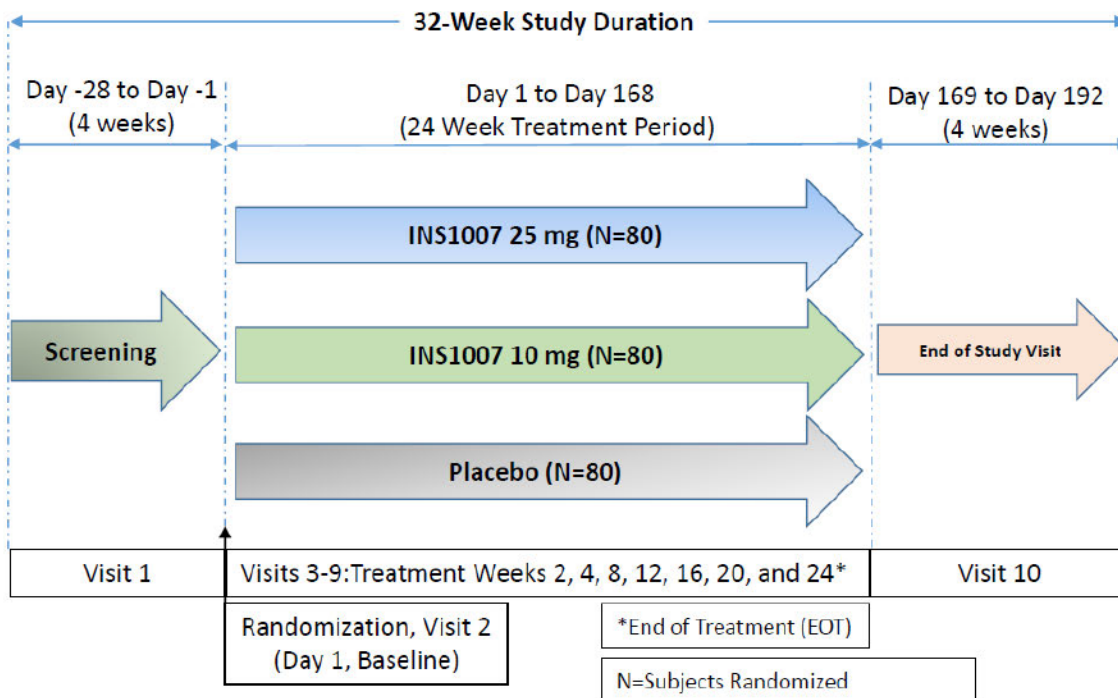 32-Week Study Duration
Day -28 to Day -1
(4 weeks)
Day 1 to Day 168
(24 Week Treatment Period)
Day 169 to Day 192
(4 weeks)
INS1007 25 mg (N=80)
Screening
INS1007 10 mg (N=80)
End of Study Visit
Placebo (N=80)
Visit 1
Visits 3-9:Treatment Weeks 2, 4, 8, 12, 16, 20, and 24*
Visit 10
Randomization, Visit 2
(Day 1, Baseline)
*End of Treatment (EOT)
N=Subjects Randomized